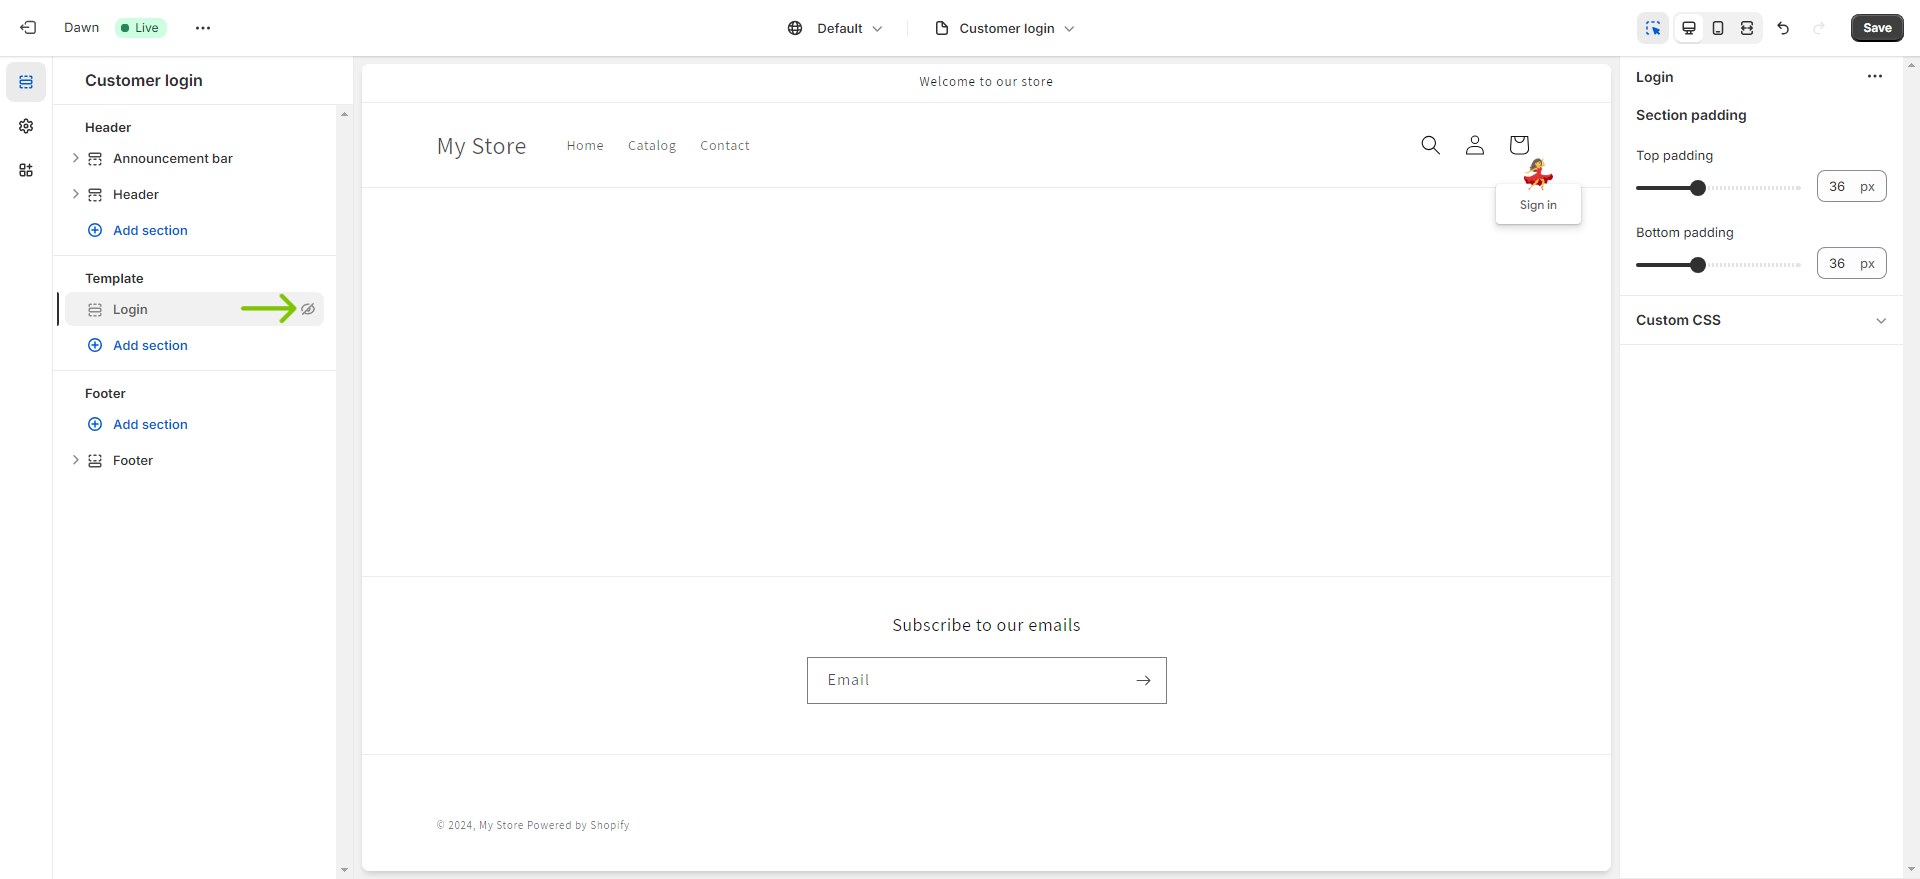 Dawn
Live
Default
Customer login
Save
Customer login
Header
Announcement bar
Header
Add section
Template
Login
Add section
Footer
Add section
Footer
Welcome to our store
My Store
Home
Catalog
Contact
Sign in
Subscribe to our emails
Email
© 2024, My Store Powered by Shopify
Login
Section padding
Top padding
36 px
Bottom padding
36 px
Custom CSS